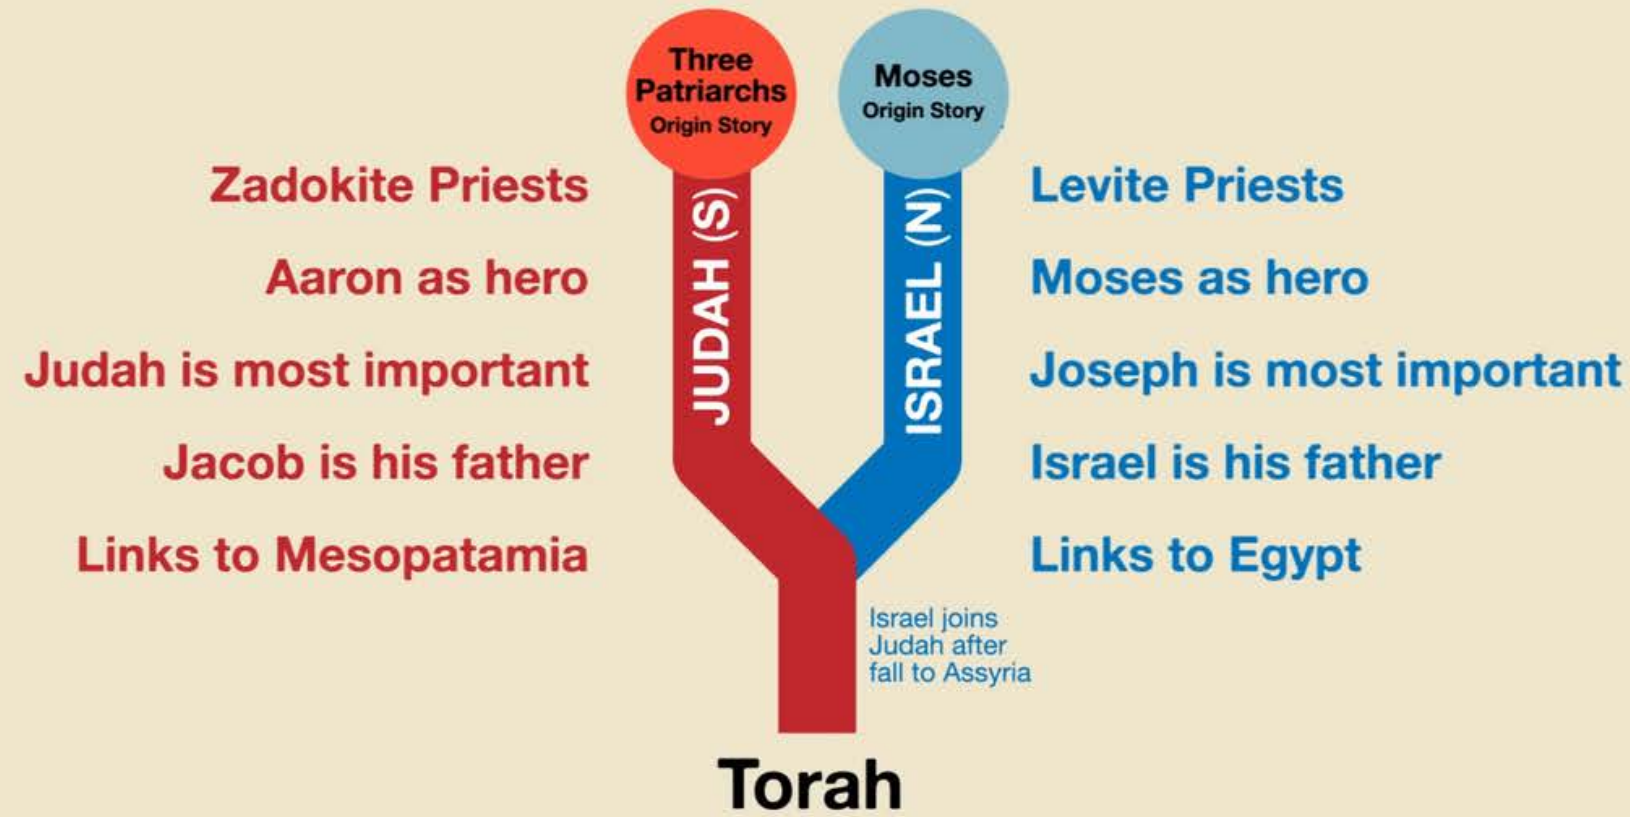 Three
Patriarchs
Origin Story
Moses
Origin Story
JUDAH (S)
ISRAEL (N)
Zadokite Priests
Aaron as hero
Judah is most important
Jacob is his father
Links to Mesopotamia
Levite Priests
Moses as hero
Joseph is most important
Israel is his father
Links to Egypt
Israel joins
Judah after
fall to Assyria
Torah